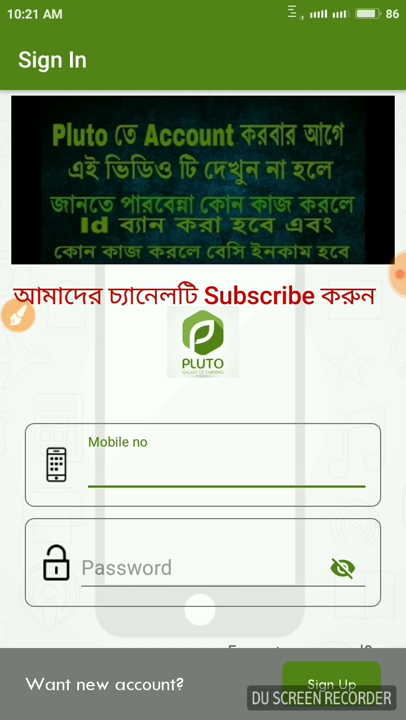 10:21 AM
86
Sign In
Pluto তে Account করবার আগে
এই ভিডিও টি দেখুন না হলে
জানতে পারবেন্না কোন কাজ করলে
Id ব্যান করা হবে এবং
কোন কাজ করলে বেসি ইনকাম হবে
আমাদের চ্যানেলটি Subscribe করুন
PLUTO
GALAXY OF EARNING
Mobile no
Password
Want new account?
Sign Up
DU SCREEN RECORDER